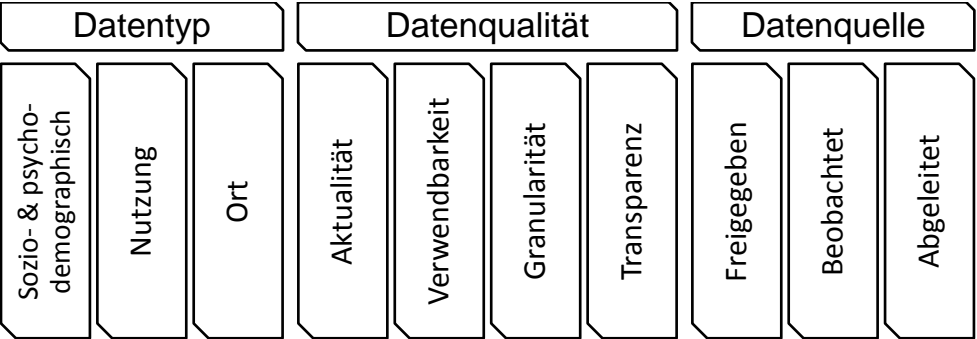 Datentyp
Datenqualität
Datenquelle
Sozio- & psycho-
demographisch
Nutzung
Ort
Aktualität
Verwendbarkeit
Granularität
Transparenz
Freigegeben
Beobachtet
Abgeleitet